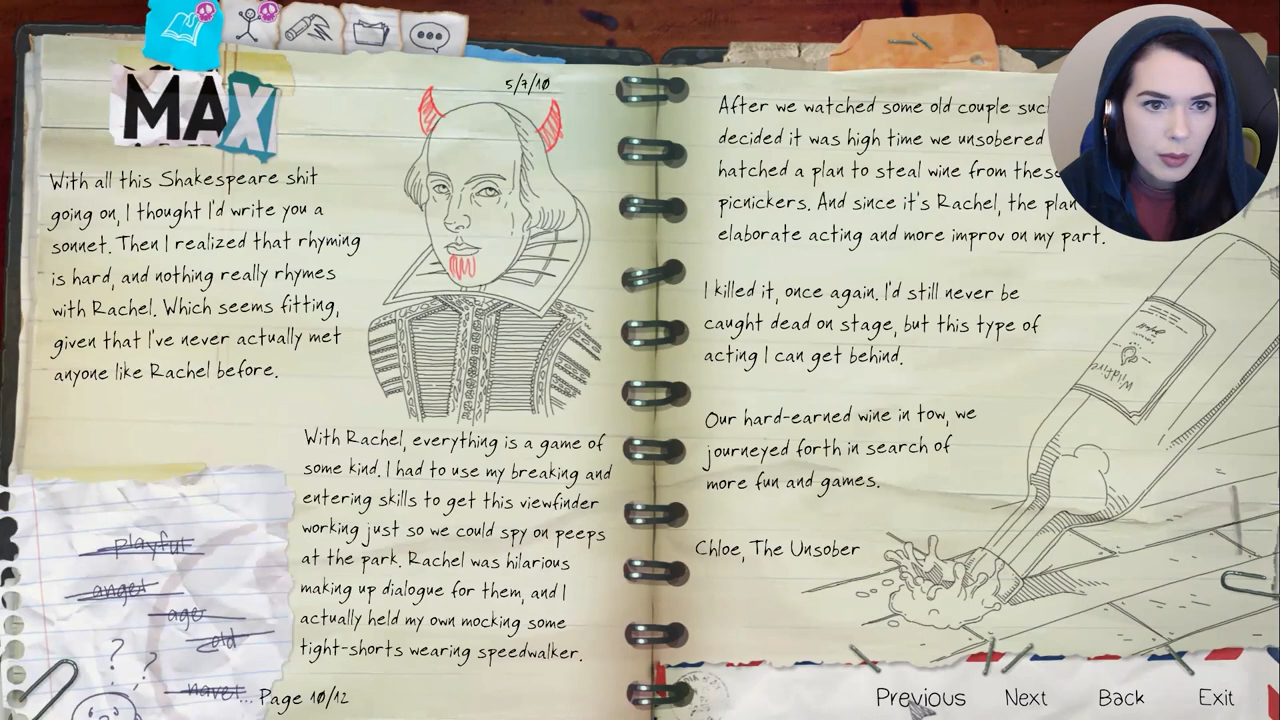 MAX
5/7/10
With all this Shakespeare shit
going on, I thought I'd write you a
sonnet. Then I realized that rhyming
is hard, and nothing really rhymes
with Rachel. Which seems fitting,
given that I've never actually met
anyone like Rachel before.
With Rachel, everything is a game of
some kind. I had to use my breaking and
entering skills to get this viewfinder
working just so we could spy on peeps
at the park. Rachel was hilarious
making up dialogue for them, and I
actually held my own mocking some
tight-shorts wearing speedwalker.
playful
angel
ager
old
navel
? ?
Page 10/12
After we watched some old couple
decided it was high time we unsobered
hatched a plan to steal wine from these
picnickers. And since it's Rachel, the plan
elaborate acting and more improv on my part.
I killed it, once again. I'd still never be
caught dead on stage, but this type of
acting I can get behind.
Our hard-earned wine in tow, we
journeyed forth in search of
more fun and games.
Chloe, The Unsober
Previous Next Back Exit